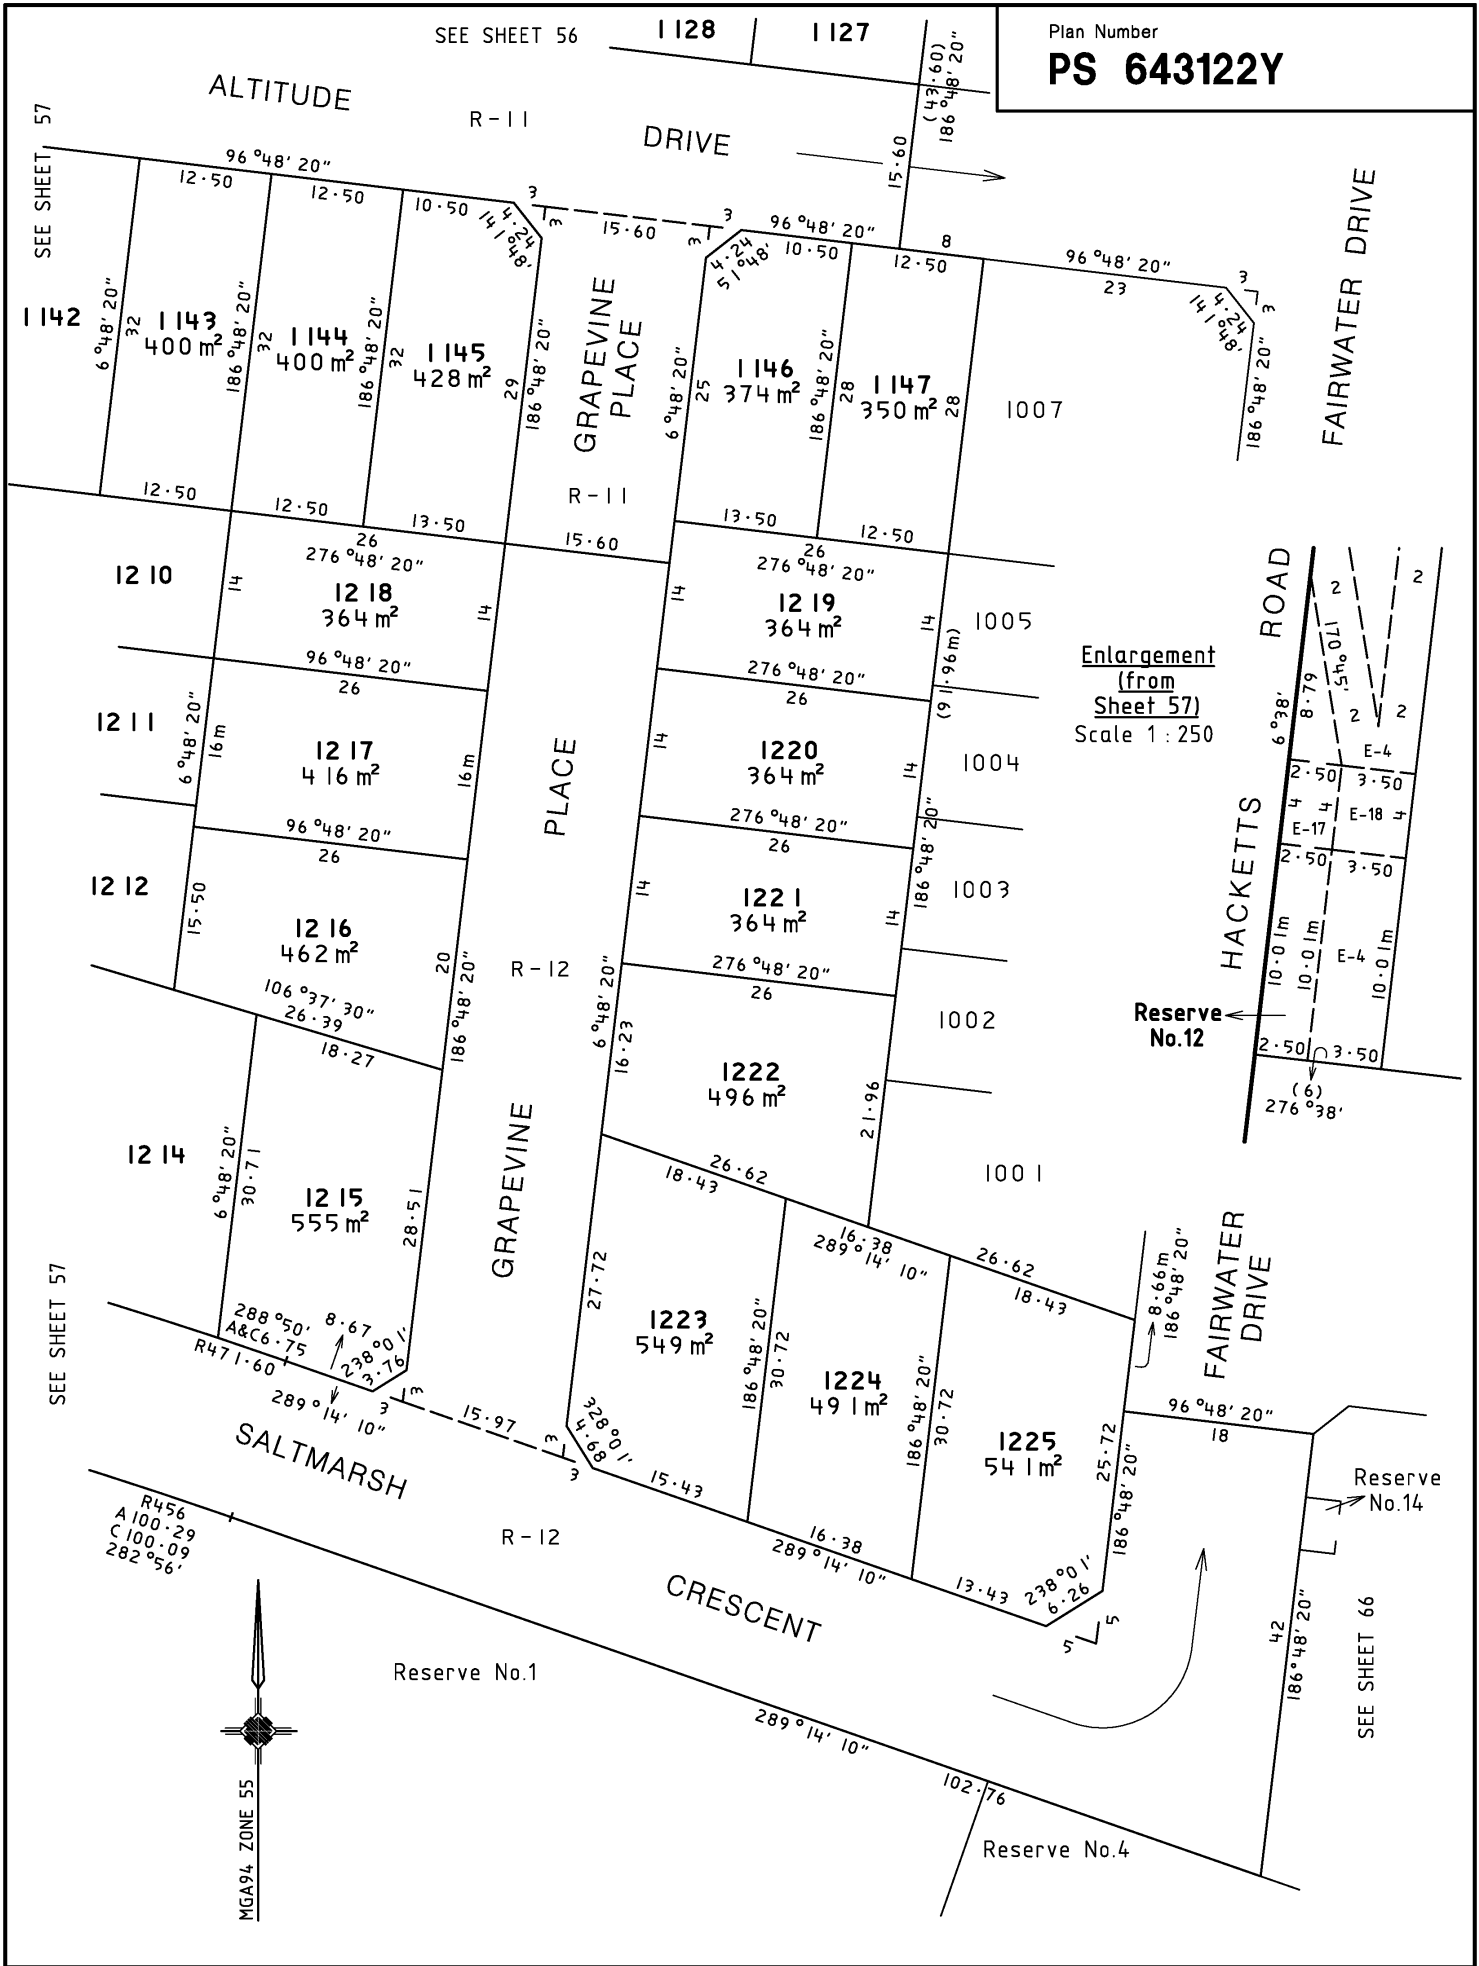 Plan Number
PS 643122Y
SEE SHEET 56
1128
1127
(43·60)
186°48' 20"
ALTITUDE
R-11
DRIVE
15·60
SEE SHEET 57
96°48' 20"
12·50
12·50
10·50
4·24
141°48'
3
3
15·60
3
3
4·24
51°48'
96°48' 20"
10·50
12·50
8
96°48' 20"
23
3
3
4·24
141°48'
186°48' 20"
FAIRWATER DRIVE
1142
6°48' 20"
32
1143
400 m²
186°48' 20"
32
1144
400 m²
186°48' 20"
32
1145
428 m²
29
186°48' 20"
GRAPEVINE
PLACE
R-11
6°48' 20"
25
1146
374 m²
186°48' 20"
28
1147
350 m²
28
1007
12·50
12·50
13·50
15·60
13·50
12·50
26
276°48' 20"
26
276°48' 20"
1210
14
1218
364 m²
14
14
1219
364 m²
14
(91·96m)
1005
96°48' 20"
26
276°48' 20"
26
1211
6°48' 20"
16m
1217
416 m²
16m
PLACE
14
1220
364 m²
14
1004
96°48' 20"
26
276°48' 20"
26
186°48' 20"
1212
15·50
1216
462 m²
20
186°48' 20"
R-12
14
1221
364 m²
14
1003
276°48' 20"
26
106°37' 30"
26·39
18·27
6°48' 20"
16·23
1222
496 m²
21·96
1002
1001
Enlargement
(from
Sheet 57)
Scale 1 : 250
HACKETTS
ROAD
6°38'
8·79
170°45'
2
2
2
2
E-4
2·50
3·50
4
4
E-17
E-18
4
2·50
3·50
10·01m
10·01m
E-4
10·01m
Reserve
No.12
2·50
3·50
(6)
276°38'
1214
6°48' 20"
30·71
1215
555 m²
28·51
GRAPEVINE
26·62
18·43
16·38
289°14' 10"
26·62
18·43
8·66m
186°48' 20"
FAIRWATER
DRIVE
SEE SHEET 57
288°50'
A&C6·75
R471·60
8·67
238°01'
3·76
289°14' 10"
3
3
15·97
3
3
27·72
328°01'
4·68
1223
549 m²
186°48' 20"
30·72
1224
491 m²
186°48' 20"
30·72
1225
541 m²
25·72
186°48' 20"
96°48' 20"
18
Reserve
No.14
SALTMARSH
15·43
16·38
289°14' 10"
13·43
238°01'
6·26
5
5
R456
A100·29
C100·09
282°56'
R-12
CRESCENT
42
186°48' 20"
SEE SHEET 66
Reserve No.1
289°14' 10"
102·76
Reserve No.4
MGA94 ZONE 55